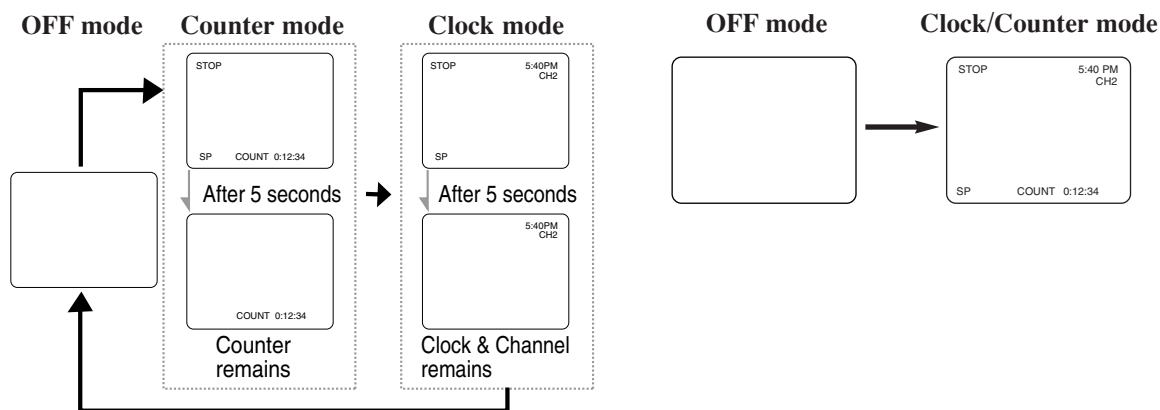 OFF mode
Counter mode
Clock mode
STOP
SP COUNT 0:12:34
After 5 seconds
COUNT 0:12:34
Counter
remains
STOP 5:40PM
CH2
SP
After 5 seconds
5:40PM
CH2
Clock & Channel
remains
OFF mode
Clock/Counter mode
STOP 5:40 PM
CH2
SP COUNT 0:12:34